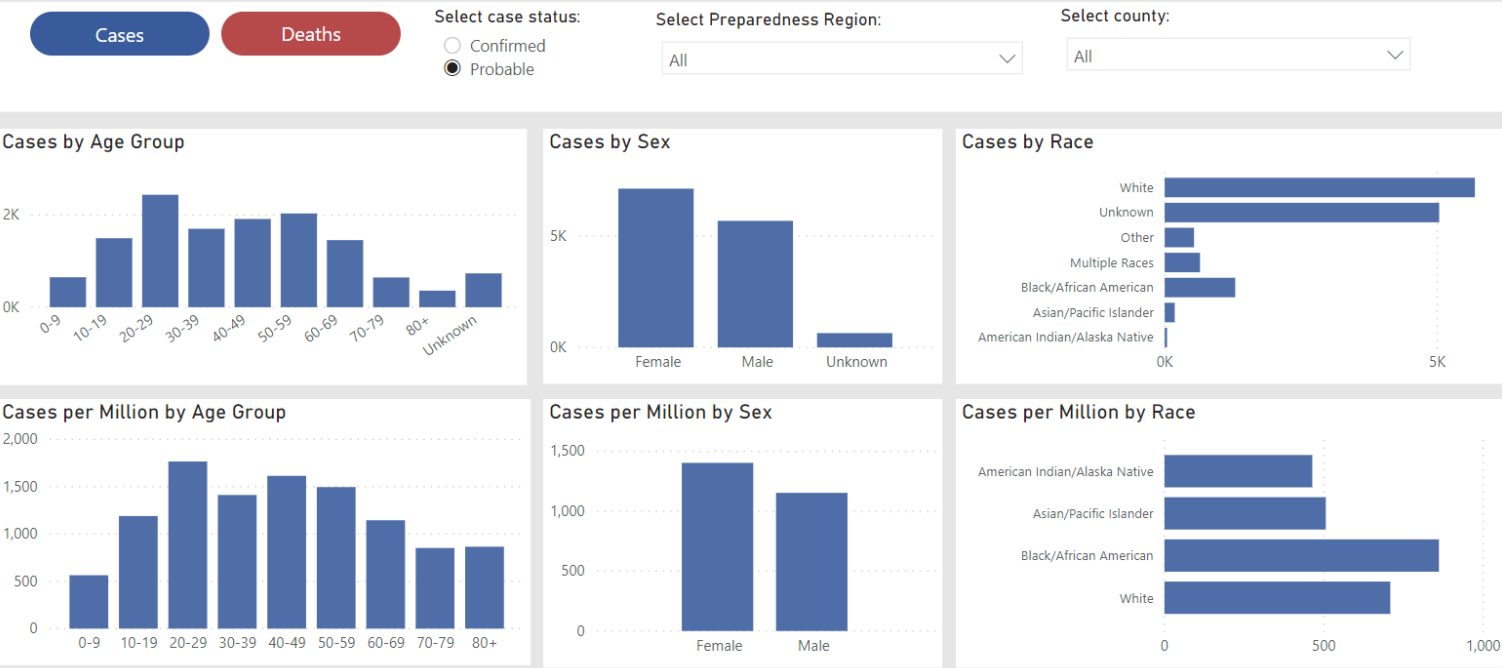 Cases
Deaths
Select case status:
Confirmed
Probable
Select Preparedness Region:
All
Select county:
All
Cases by Age Group
2K
0K
0-9 10-19 20-29 30-39 40-49 50-59 60-69 70-79 80+ Unknown
Cases by Sex
5K
0K
Female Male Unknown
Cases by Race
White
Unknown
Other
Multiple Races
Black/African American
Asian/Pacific Islander
American Indian/Alaska Native
0K 5K
Cases per Million by Age Group
2,000
1,500
1,000
500
0
0-9 10-19 20-29 30-39 40-49 50-59 60-69 70-79 80+
Cases per Million by Sex
1,500
1,000
500
0
Female Male
Cases per Million by Race
American Indian/Alaska Native
Asian/Pacific Islander
Black/African American
White
0 500 1,000